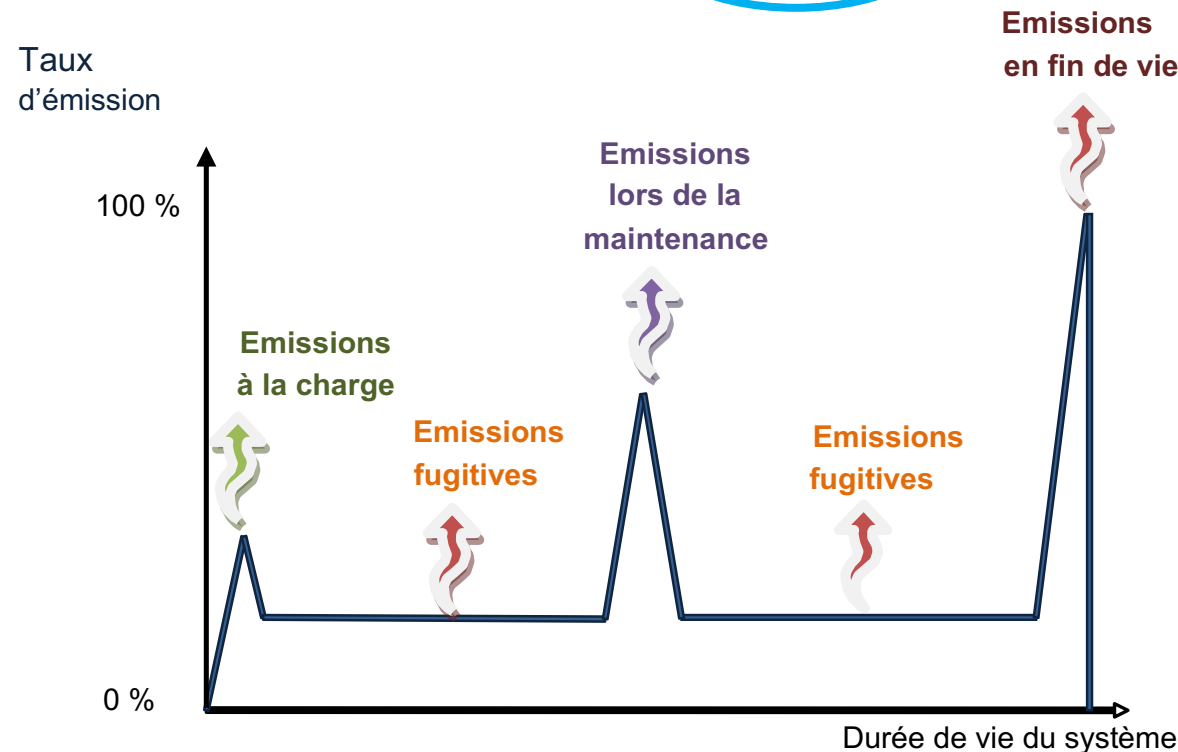 Emissions
en fin de vie
Taux
d’émission
Emissions
lors de la
maintenance
100 %
Emissions
à la charge
Emissions
fugitives
Emissions
fugitives
0 %
Durée de vie du système